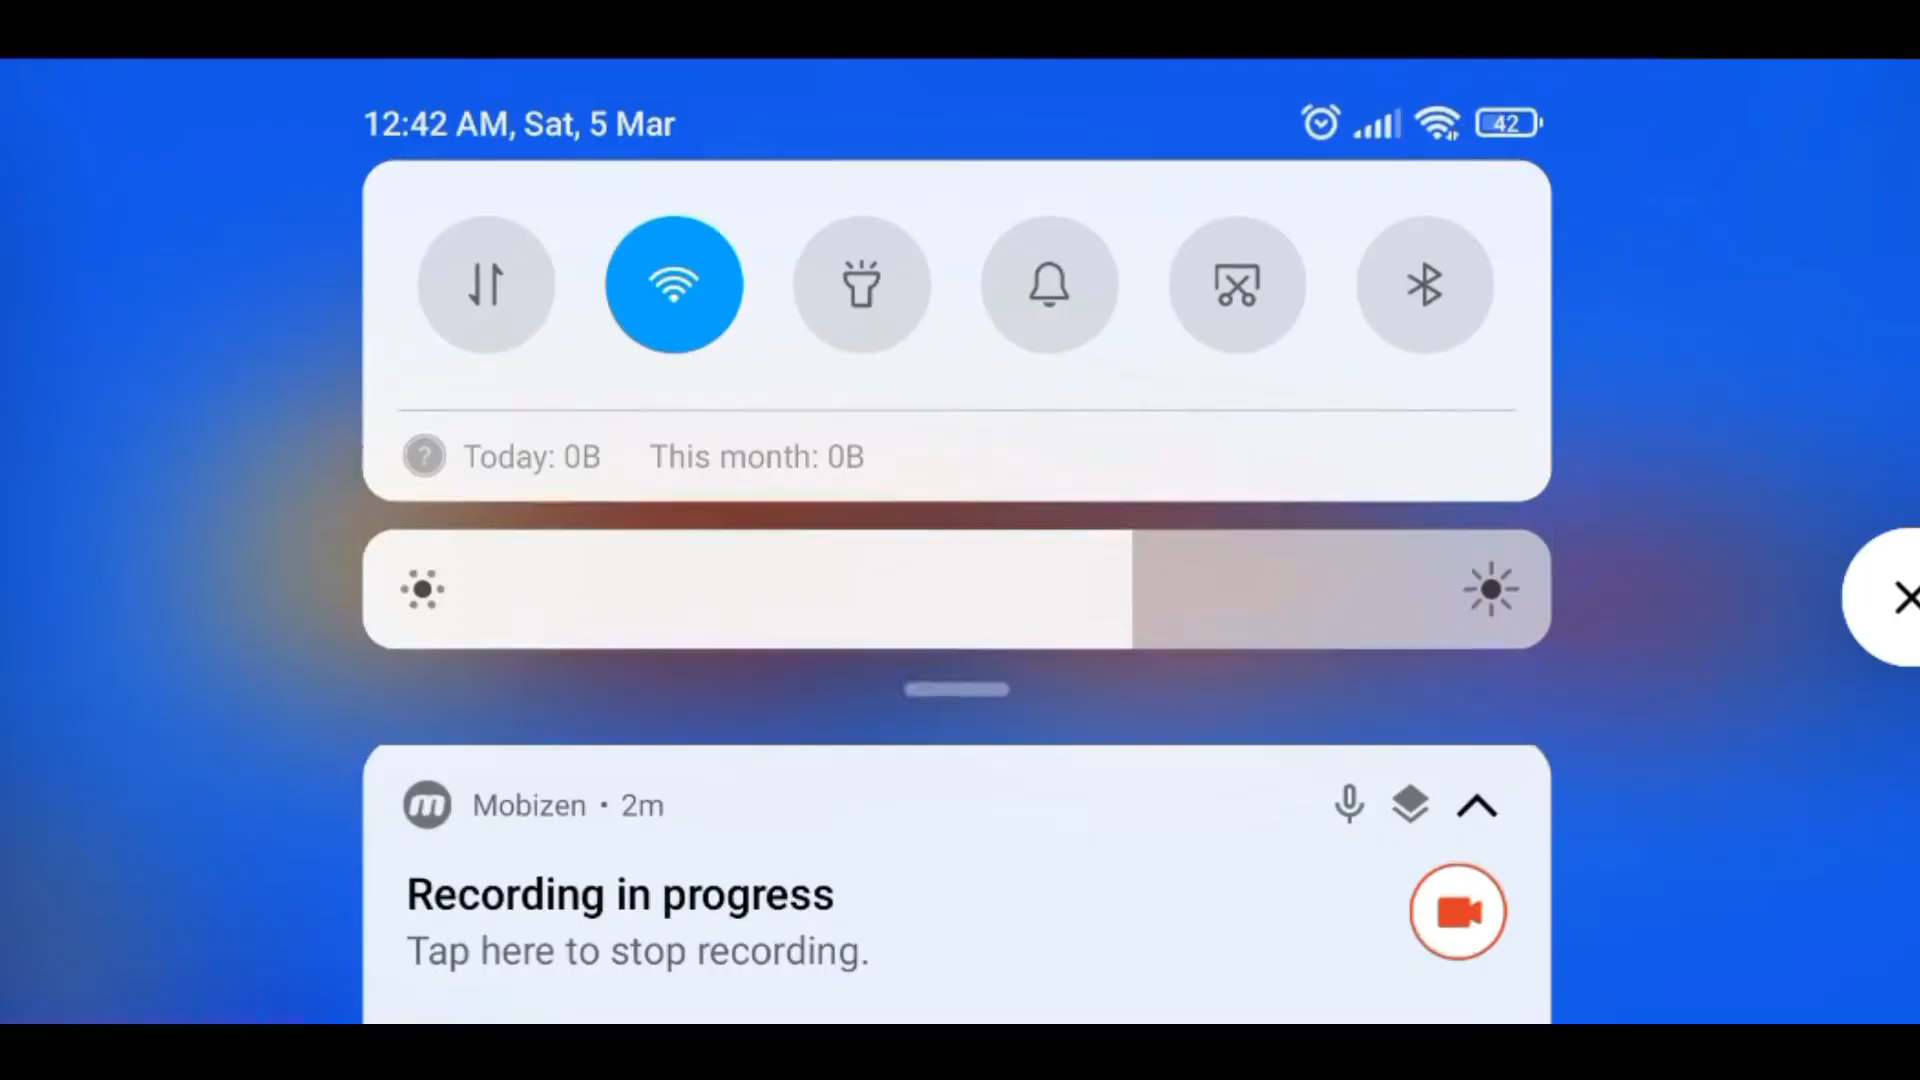 12:42 AM, Sat, 5 Mar
42
? Today: 0B This month: 0B
m Mobizen • 2m
Recording in progress
Tap here to stop recording.